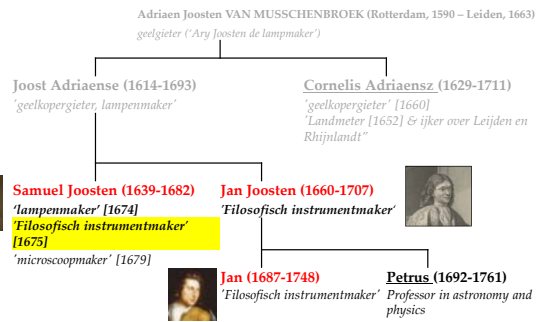 Adriaen Joosten VAN MUSSCHENBROEK (Rotterdam, 1590 – Leiden, 1663)
geelgieter ('Ary Joosten de lampmaker')
Joost Adriaense (1614-1693)
'geelkopergieter, lampenmaker'
Cornelis Adriaensz (1629-1711)
'geelkopergieter' [1660]
'Landmeter [1652] & ijker over Leijden en
Rhijnlandt"
Samuel Joosten (1639-1682)
'lampenmaker' [1674]
'Filosofisch instrumentmaker'
[1675]
'microscoopmaker' [1679]
Jan Joosten (1660-1707)
'Filosofisch instrumentmaker'
Jan (1687-1748)
'Filosofisch instrumentmaker'
Petrus (1692-1761)
Professor in astronomy and
physics